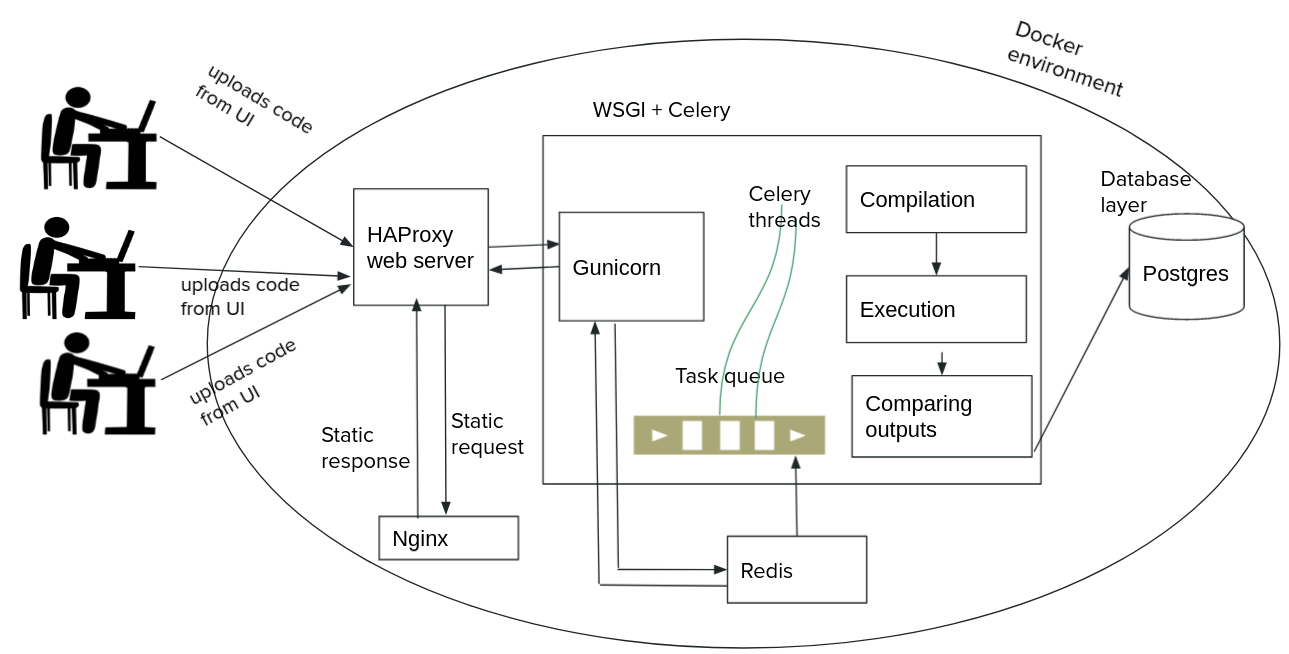 Docker
environment
uploads code
from UI
WSGI + Celery
Database
layer
Celery
threads
Compilation
HAProxy
web server
Gunicorn
Postgres
uploads code
from UI
Execution
uploads code
from UI
Task queue
Comparing
outputs
Static
response
Static
request
Nginx
Redis